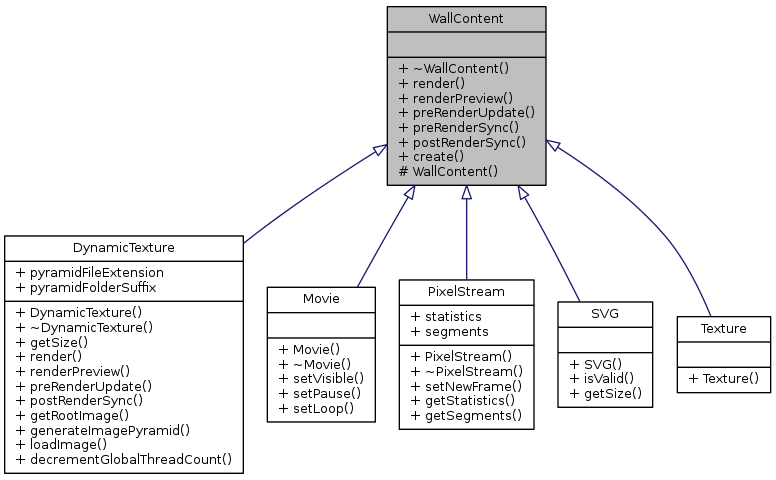 WallContent
+ ~WallContent()
+ render()
+ renderPreview()
+ preRenderUpdate()
+ preRenderSync()
+ postRenderSync()
+ create()
# WallContent()
DynamicTexture
+ pyramidFileExtension
+ pyramidFolderSuffix
+ DynamicTexture()
+ ~DynamicTexture()
+ getSize()
+ render()
+ renderPreview()
+ preRenderUpdate()
+ postRenderSync()
+ getRootImage()
+ generateImagePyramid()
+ loadImage()
+ decrementGlobalThreadCount()
Movie
+ Movie()
+ ~Movie()
+ setVisible()
+ setPause()
+ setLoop()
PixelStream
+ statistics
+ segments
+ PixelStream()
+ ~PixelStream()
+ setNewFrame()
+ getStatistics()
+ getSegments()
SVG
+ SVG()
+ isValid()
+ getSize()
Texture
+ Texture()